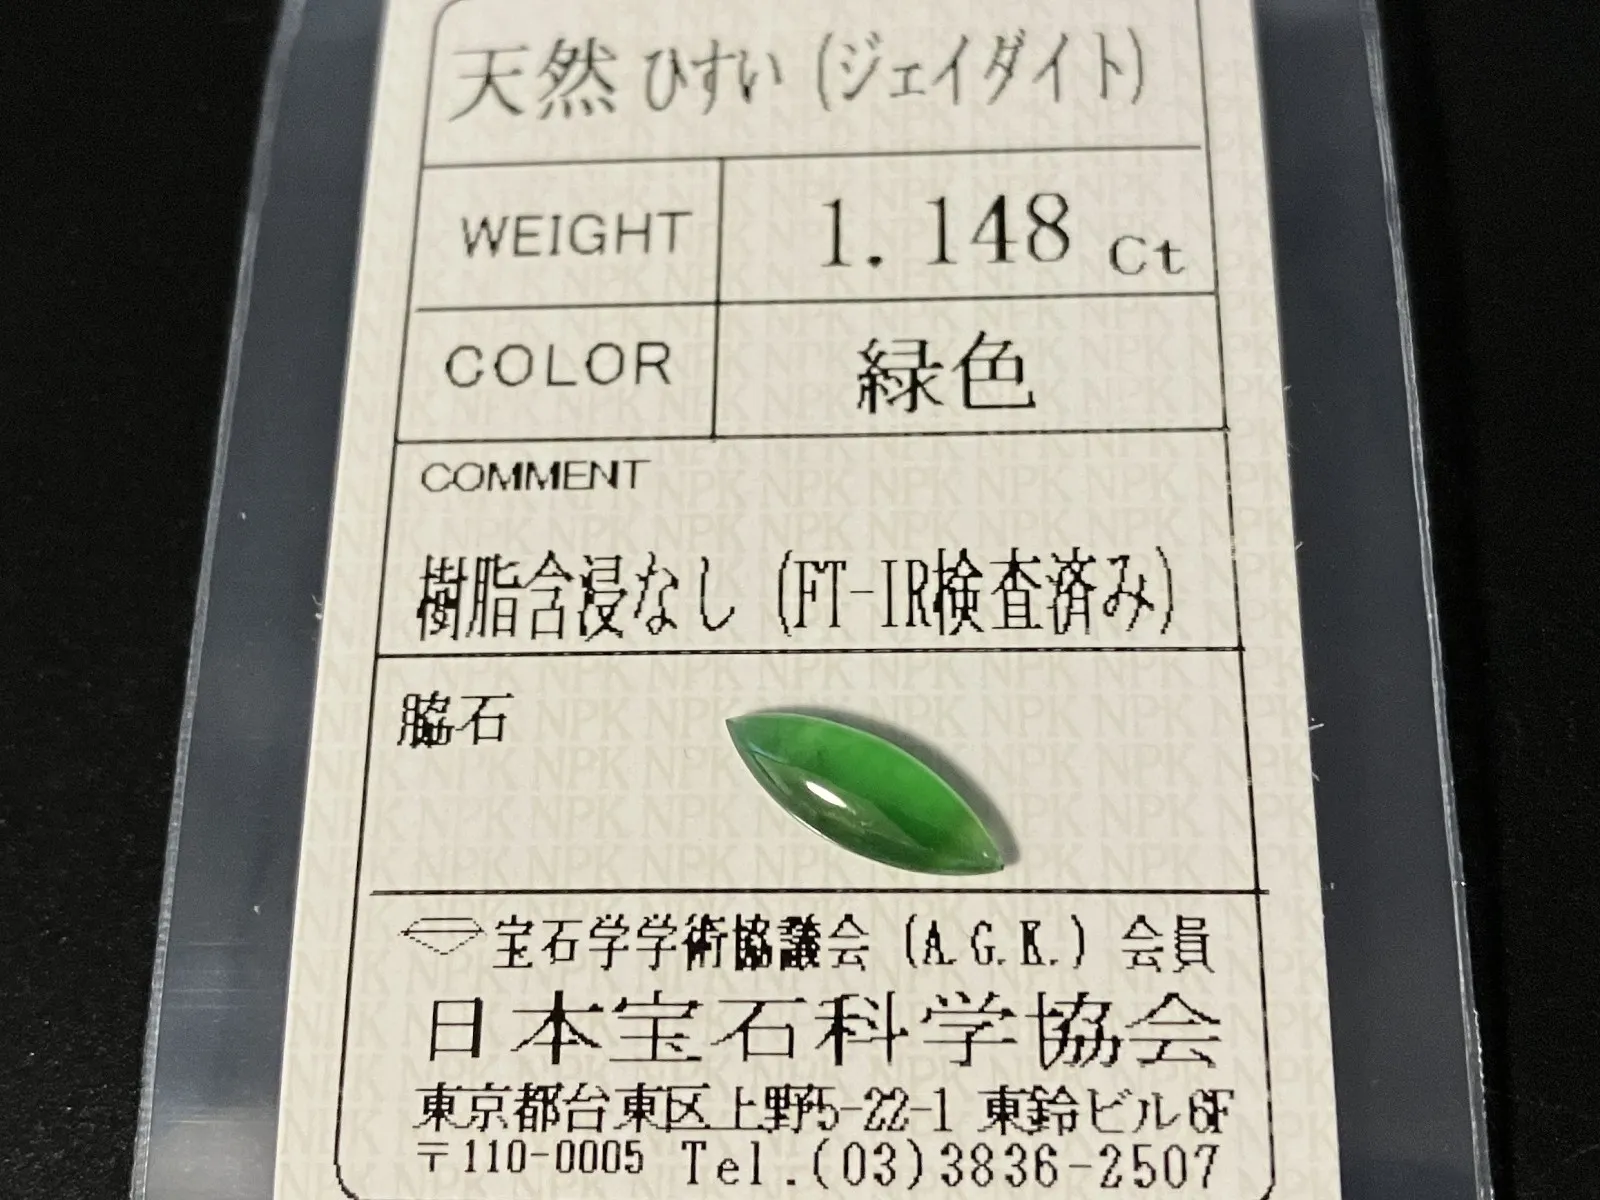 天然 ひすい (ジェイダイト)
WEIGHT 1.148 Ct
COLOR 緑色
COMMENT
樹脂含浸なし (FT-IR検査済み)
脇石
宝石学学術協議会 (A.G.K.) 会員
日本宝石科学協会
東京都台東区上野5-22-1 東鈴ビル6F
〒110-0005 Tel.(03)3836-2507
NPK